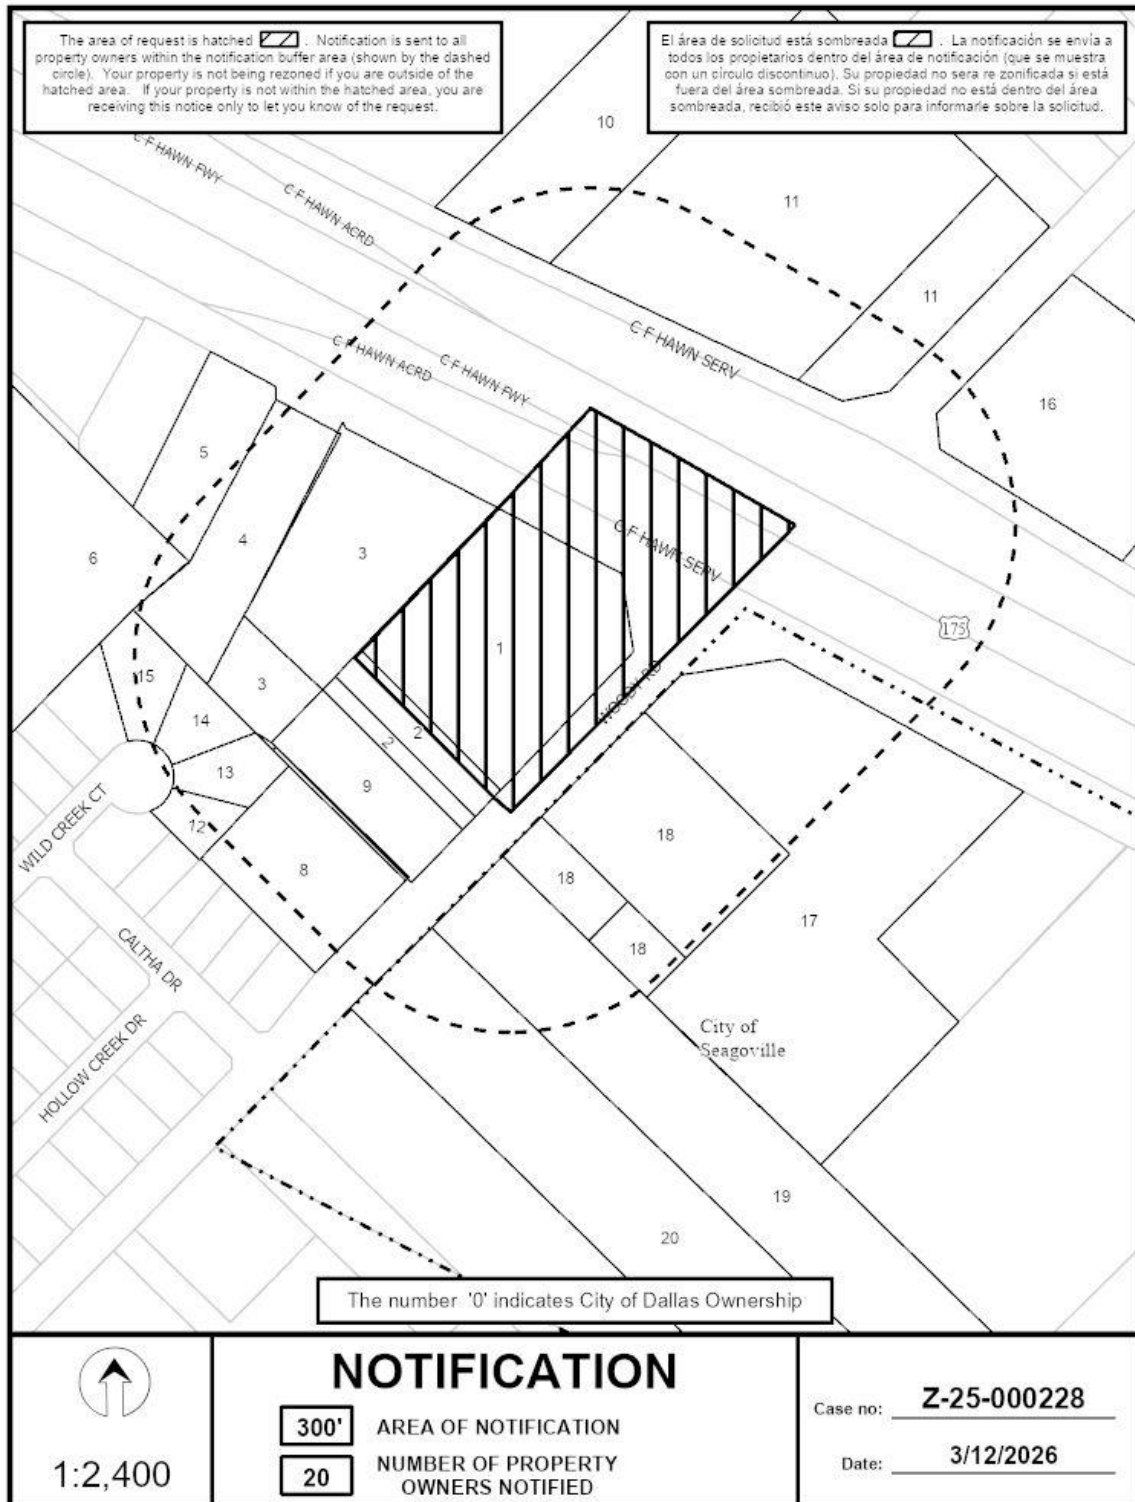 The area of request is hatched . Notification is sent to all
property owners within the notification buffer area (shown by the dashed
circle). Your property is not being rezoned if you are outside of the
hatched area. If your property is not within the hatched area, you are
receiving this notice only to let you know of the request.
El área de solicitud está sombreada . La notificación se envía a
todos los propietarios dentro del área de notificación (que se muestra
con un círculo discontinuo). Su propiedad no sera re zonificada si está
fuera del área sombreada. Si su propiedad no está dentro del área
sombreada, recibió este aviso solo para informarle sobre la solicitud.
10
C F HAWN FWY
C F HAWN ACRD
11
11
C F HAWN SERV
C F HAWN ACRD
C F HAWN FWY
16
5
4
3
6
C F HAWN SERV
175
1
15
3
WOODY RD
14
2
2
13
9
12
18
8
18
17
18
WILD CREEK CT
CALTHA DR
HOLLOW CREEK DR
City of
Seagoville
19
20
The number '0' indicates City of Dallas Ownership
1:2,400
NOTIFICATION
300' AREA OF NOTIFICATION
20 NUMBER OF PROPERTY
OWNERS NOTIFIED
Case no: Z-25-000228
Date: 3/12/2026